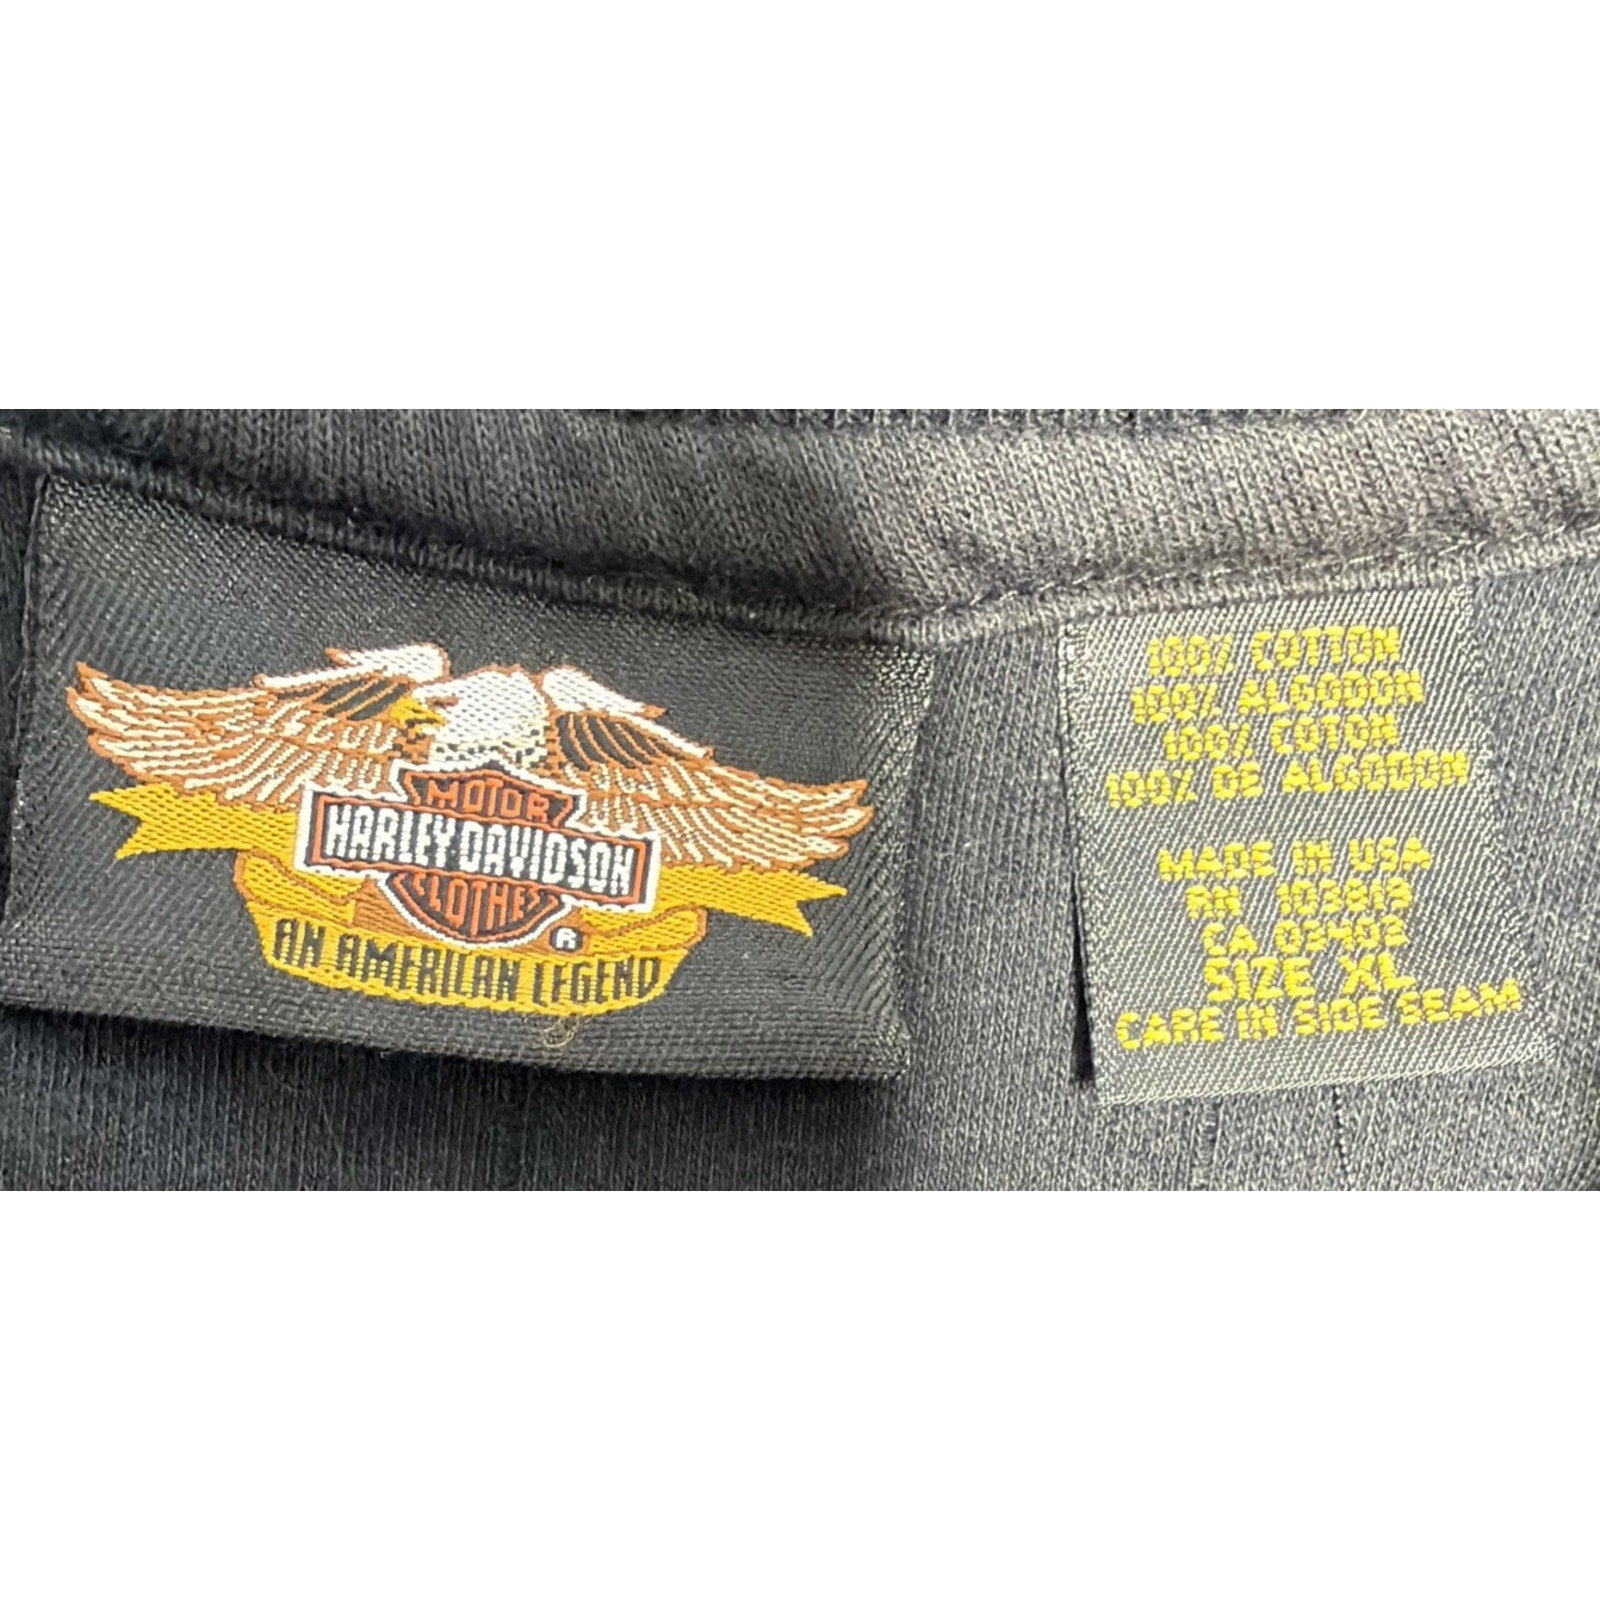 MOTOR
HARLEY-DAVIDSON
CLOTHES
®
AN AMERICAN LEGEND
100% COTTON
100% ALGODON
100% COTON
100% DE ALGODON
MADE IN USA
RN 103819
CA 03402
SIZE XL
CARE IN SIDE SEAM